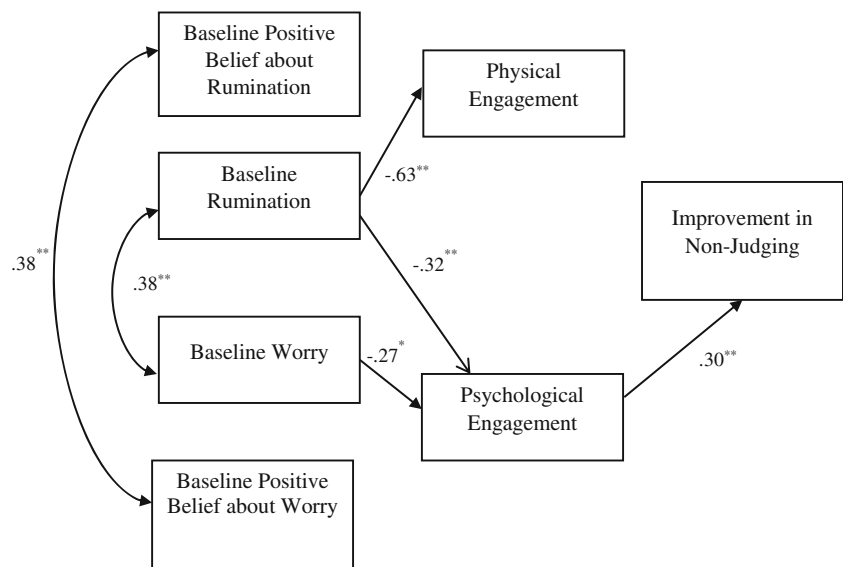 Baseline Positive
Belief about
Rumination
Physical
Engagement
Baseline
Rumination
-.63**
Improvement in
Non-Judging
.38**
.38**
-.32**
Baseline Worry
-.27*
.30**
Psychological
Engagement
Baseline Positive
Belief about Worry